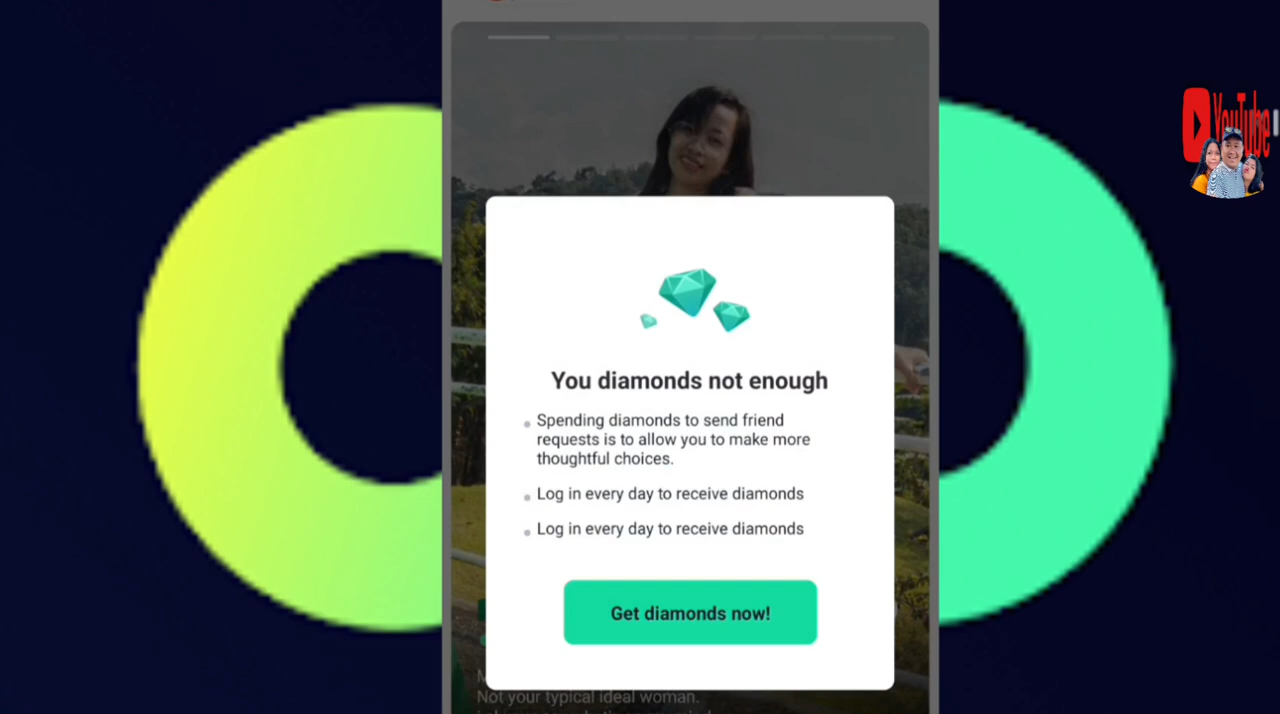 YouTube
You diamonds not enough
Spending diamonds to send friend
requests is to allow you to make more
thoughtful choices.
Log in every day to receive diamonds
Log in every day to receive diamonds
Get diamonds now!
Not your typical ideal woman.